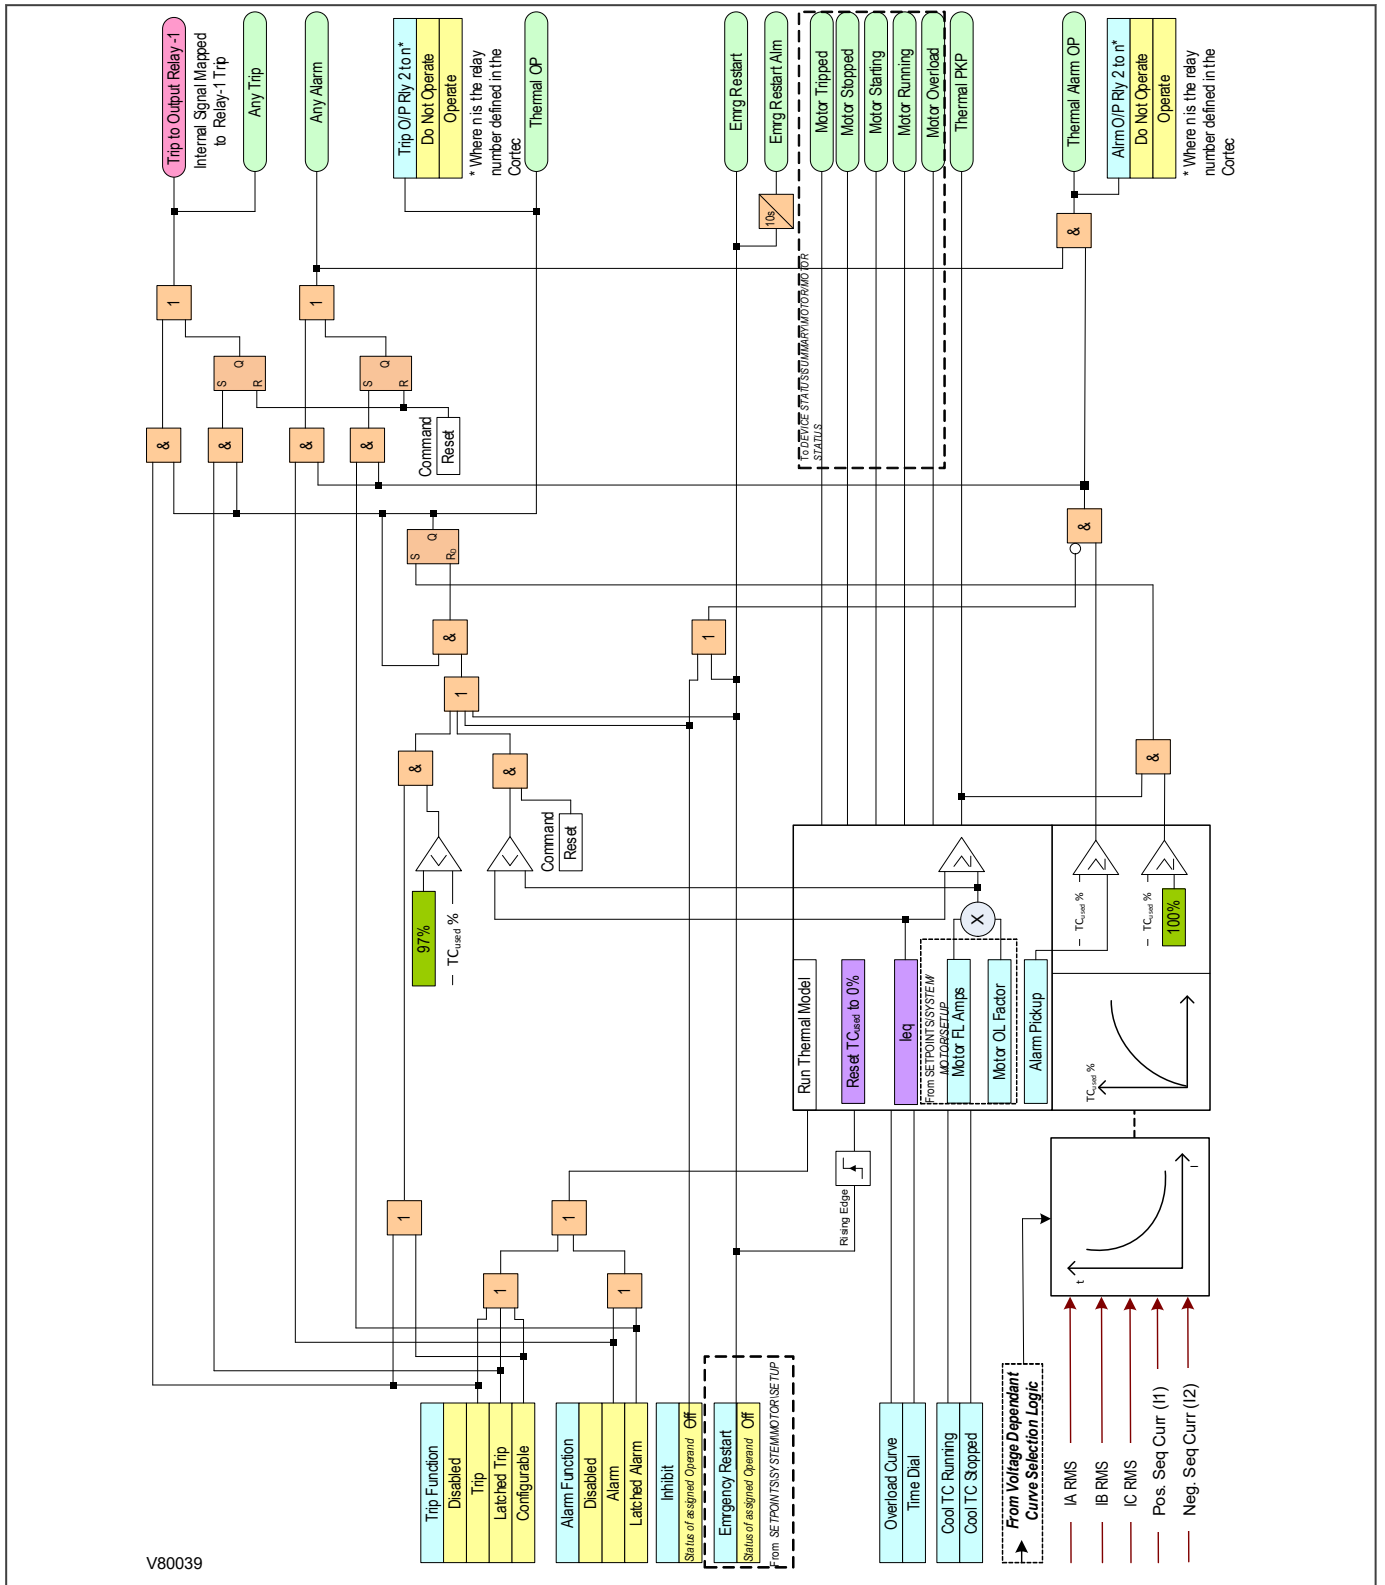 Trip to Output Relay -1
Internal Signal Mapped
to Relay-1 Trip
Any Trip
Any Alarm
Trip O/P Rly 2 to n*
Do Not Operate
Operate
* Where n is the relay
number defined in the
Cortec
Thermal OP
Emrg Restart
Emrg Restart Alm
Motor Tripped
Motor Stopped
Motor Starting
Motor Running
Motor Overload
Thermal PKP
Thermal Alarm OP
Alrm O/P Rly 2 to n*
Do Not Operate
Operate
* Where n is the relay
number defined in the
Cortec
10s
&
1
1
S
Q
R
S
Q
R
&
&
&
&
Command
Reset
To DEVICE STATUS\SUMMARY\MOTOR\MOTOR
STATUS
S
Q
RD
&
&
1
1
&
&
&
<
<
Command
Reset
97%
TCused %
≥
≥
≥
TCused %
TCused %
100%
X
Run Thermal Model
Reset TCused to 0%
Ieq
From SETPOINTS\SYSTEM\
MOTOR\SETUP
Motor FL Amps
Motor OL Factor
Alarm Pickup
TCused %
1
1
1
1
Rising Edge
t
I
Trip Function
Disabled
Trip
Latched Trip
Configurable
Alarm Function
Disabled
Alarm
Latched Alarm
Inhibit
Status of assigned Operand Off
Emrgency Restart
Status of assigned Operand Off
From SETPOINTS\SYSTEM\MOTOR\SETUP
Overload Curve
Time Dial
Cool TC Running
Cool TC Stopped
From Voltage Dependant
Curve Selection Logic
IA RMS
IB RMS
IC RMS
Pos. Seq Curr (I1)
Neg. Seq Curr (I2)
V80039